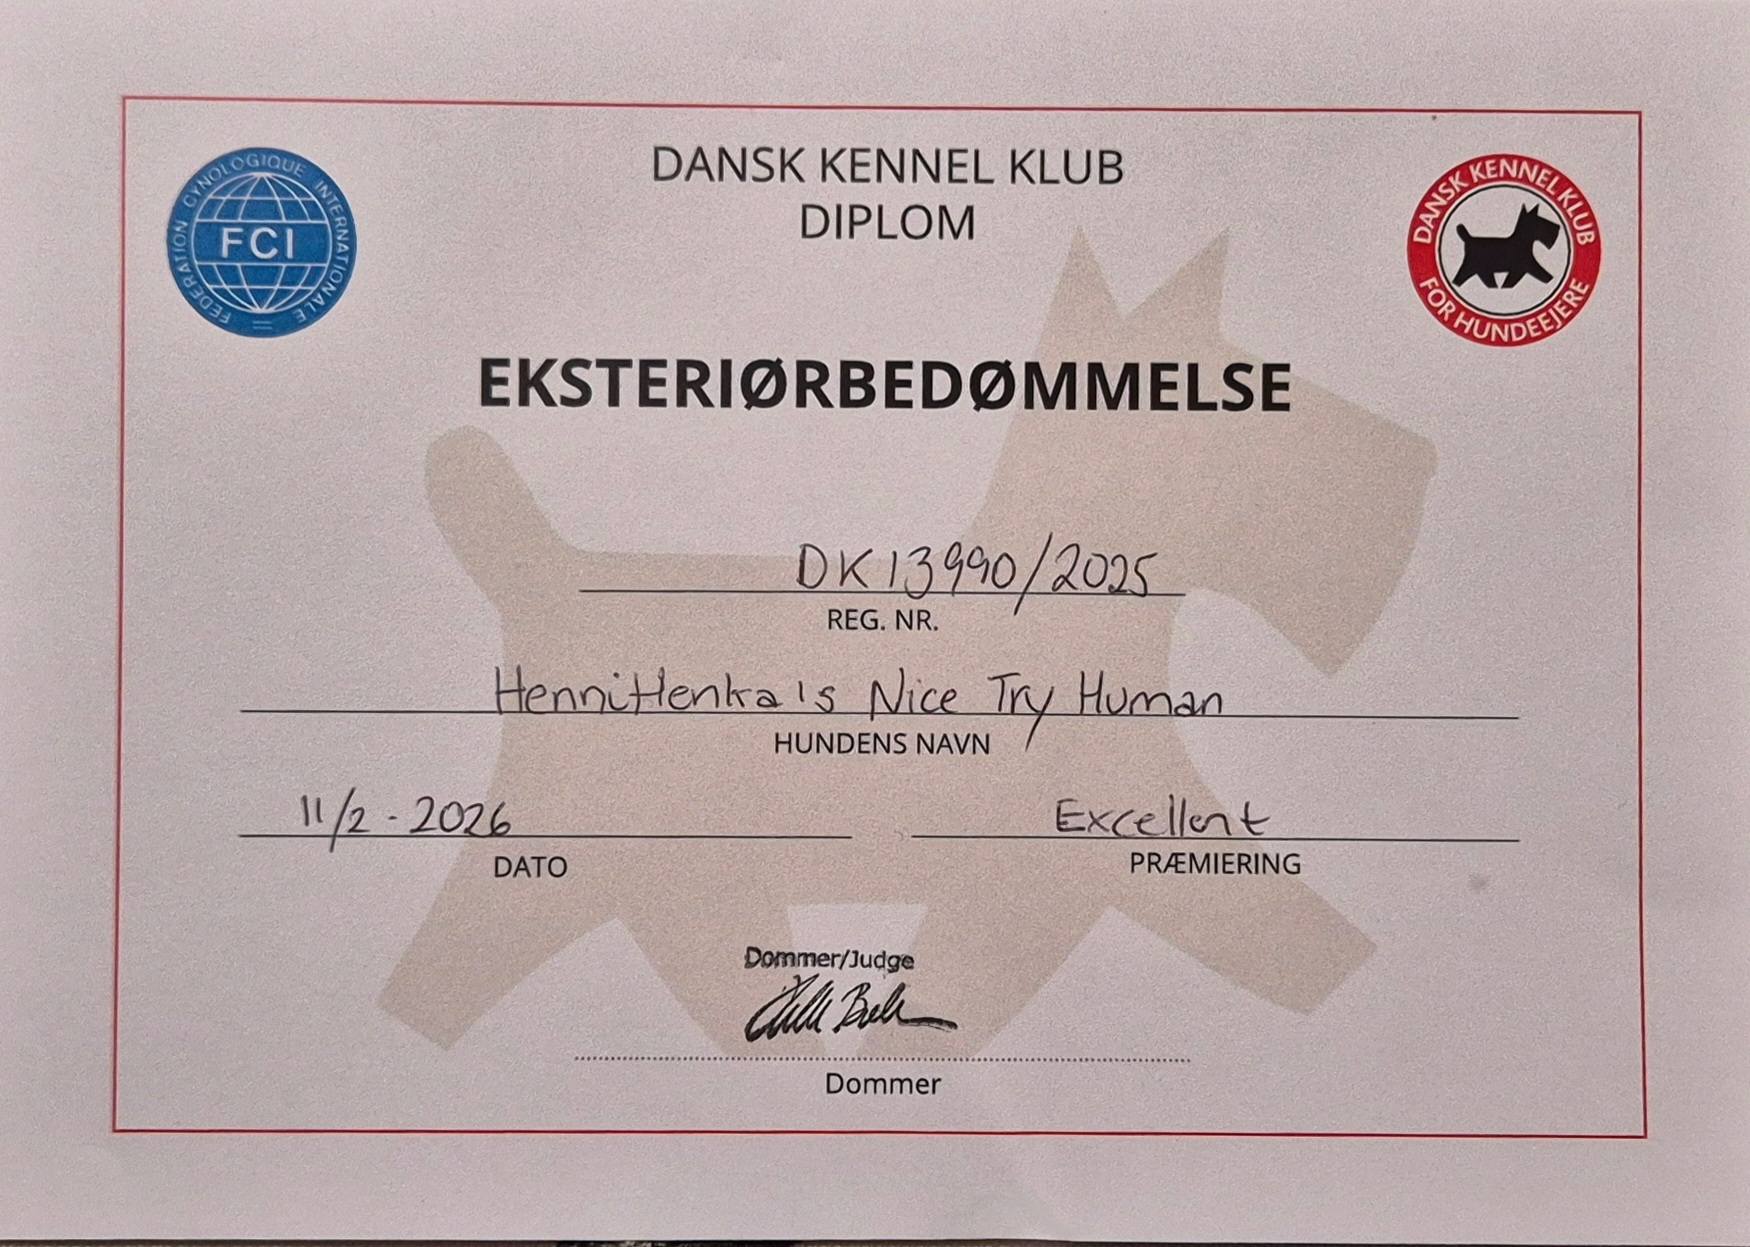 DANSK KENNEL KLUB
DIPLOM
FEDERATION CYNOLOGIQUE INTERNATIONALE
FCI
DANSK KENNEL KLUB
FOR HUNDEEJERE
EKSTERIØRBEDØMMELSE
DK13990/2025
REG. NR.
HenniHenka's Nice Try Human
HUNDENS NAVN
11/2-2026
DATO
Excellent
PRÆMIERING
Dommer/Judge
Dommer